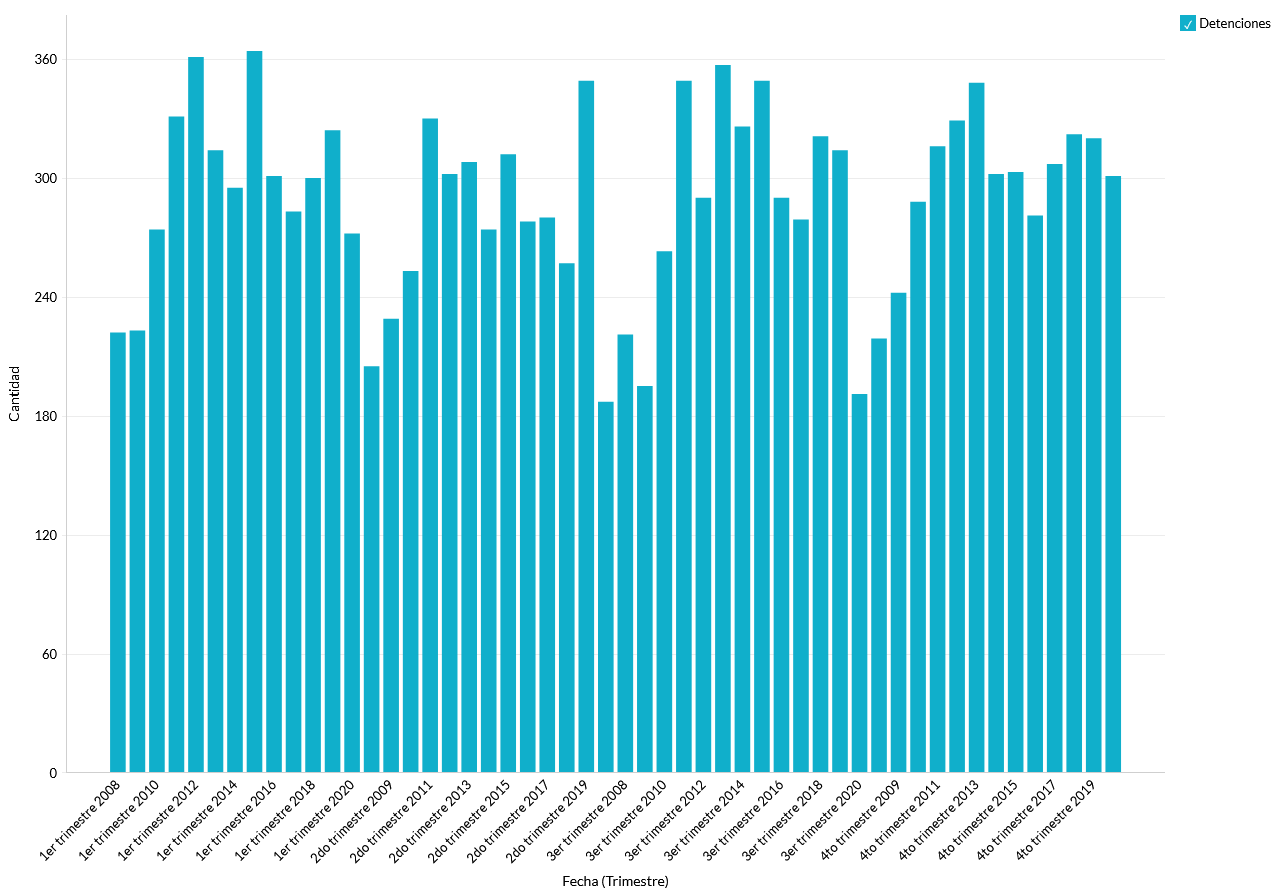 Detenciones
360
300
240
180
120
60
0
Cantidad
1er trimestre 2008
1er trimestre 2010
1er trimestre 2012
1er trimestre 2014
1er trimestre 2016
1er trimestre 2018
1er trimestre 2020
2do trimestre 2009
2do trimestre 2011
2do trimestre 2013
2do trimestre 2015
2do trimestre 2017
2do trimestre 2019
3er trimestre 2008
3er trimestre 2010
3er trimestre 2012
3er trimestre 2014
3er trimestre 2016
3er trimestre 2018
3er trimestre 2020
4to trimestre 2009
4to trimestre 2011
4to trimestre 2013
4to trimestre 2015
4to trimestre 2017
4to trimestre 2019
Fecha (Trimestre)